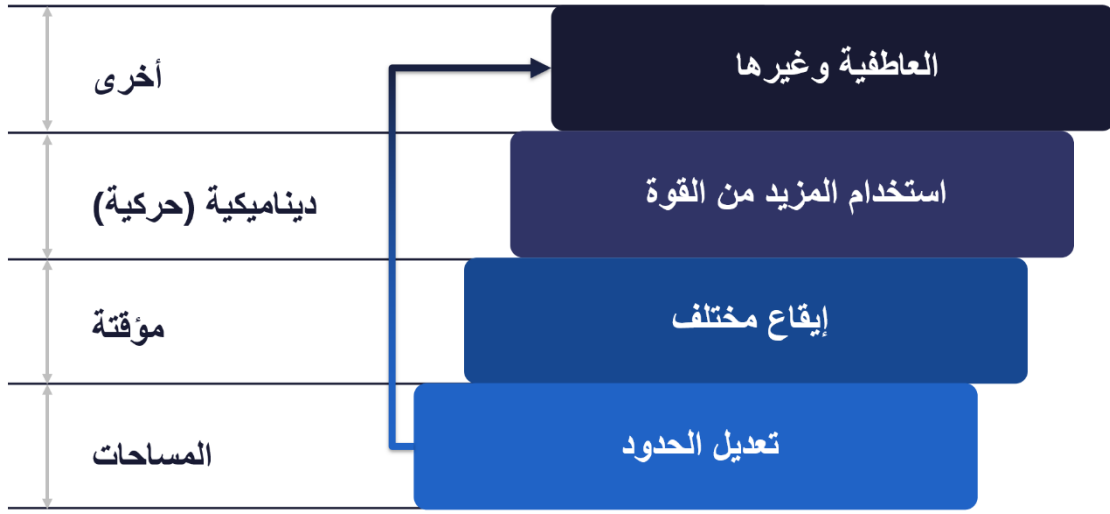 العاطفية وغيرها
أخرى
استخدام المزيد من القوة
ديناميكية (حركية)
إيقاع مختلف
مؤقتة
تعديل الحدود
المساحات